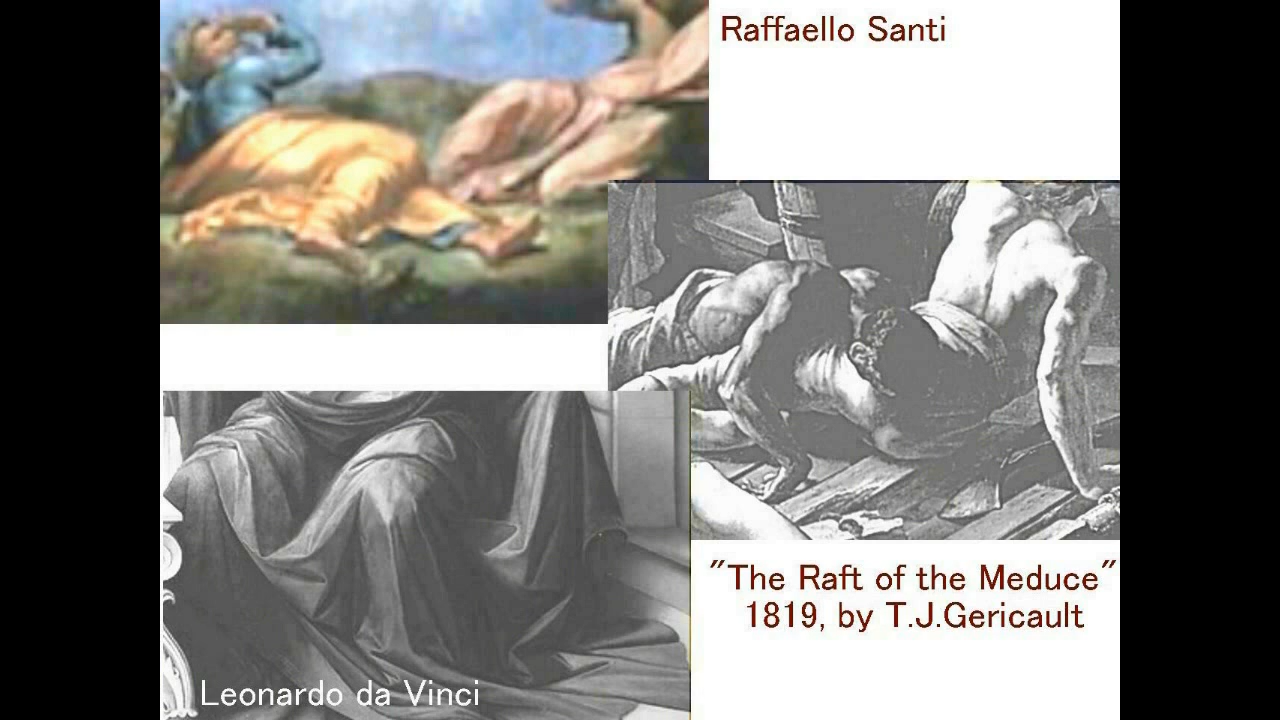 Raffaello Santi
"The Raft of the Meduce"
1819, by T.J.Gericault
Leonardo da Vinci